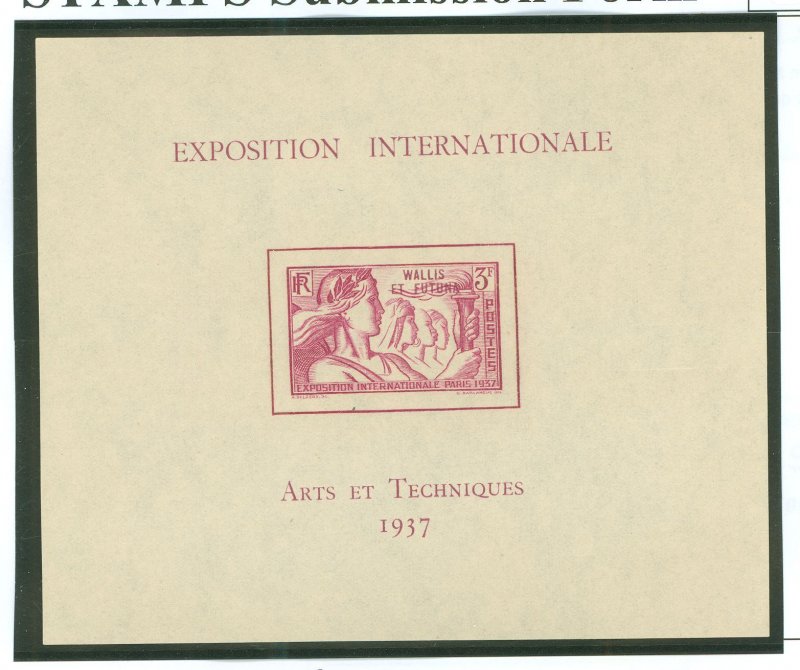 STAMPS Submission Form
EXPOSITION INTERNATIONALE
RF
WALLIS
ET FUTUNA
3F
POSTES
EXPOSITION INTERNATIONALE PARIS 1937
ARTS ET TECHNIQUES
1937